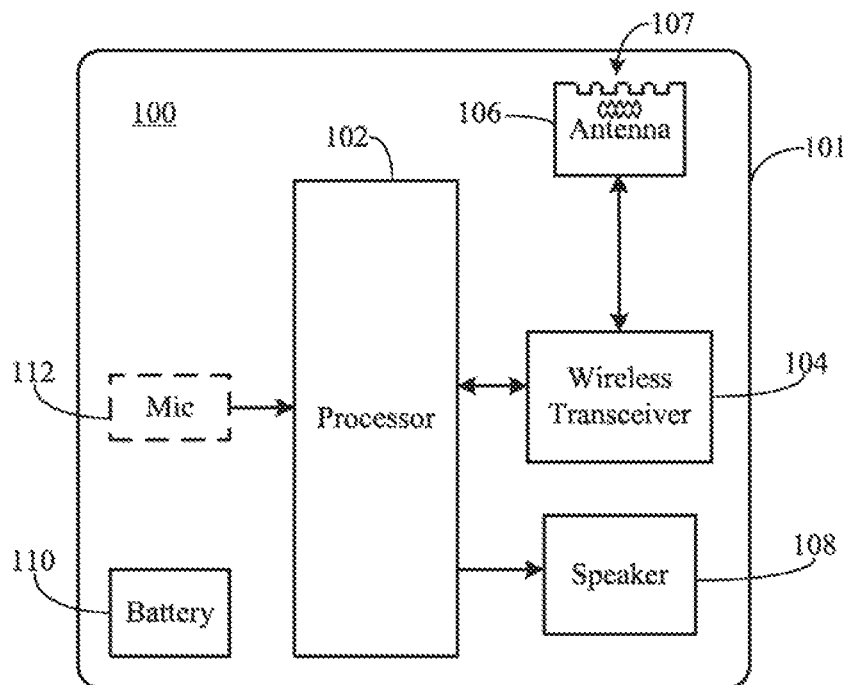 107
100
106
Antenna
102
101
112
Mic
Processor
Wireless
Transceiver
104
110
Battery
Speaker
108